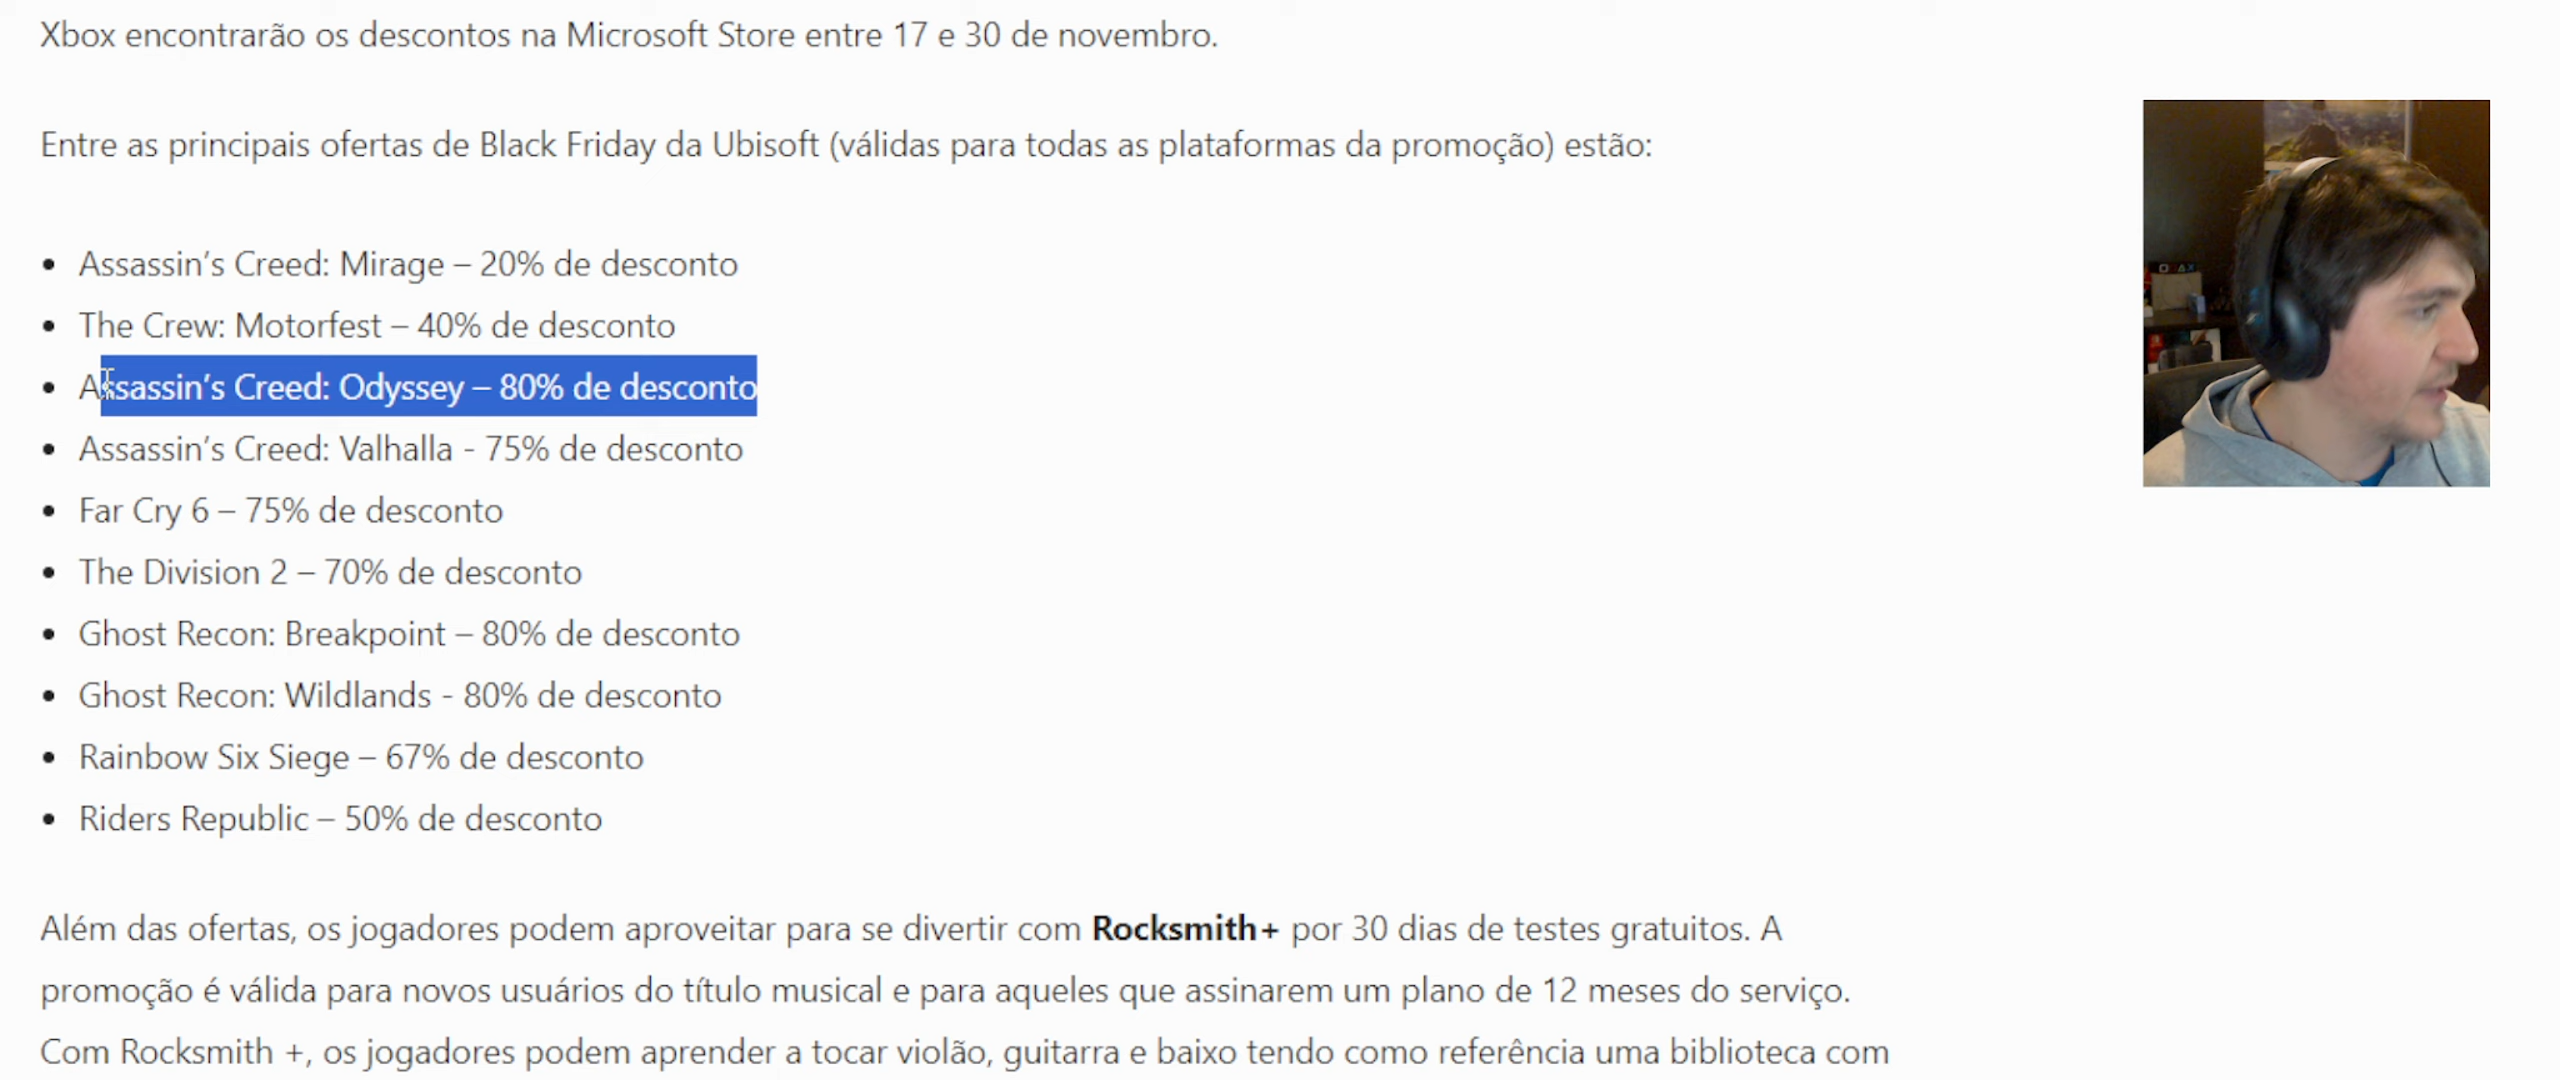 Xbox encontrarão os descontos na Microsoft Store entre 17 e 30 de novembro.
Entre as principais ofertas de Black Friday da Ubisoft (válidas para todas as plataformas da promoção) estão:
• Assassin’s Creed: Mirage – 20% de desconto
• The Crew: Motorfest – 40% de desconto
• Assassin’s Creed: Odyssey – 80% de desconto
• Assassin’s Creed: Valhalla - 75% de desconto
• Far Cry 6 – 75% de desconto
• The Division 2 – 70% de desconto
• Ghost Recon: Breakpoint – 80% de desconto
• Ghost Recon: Wildlands - 80% de desconto
• Rainbow Six Siege – 67% de desconto
• Riders Republic – 50% de desconto
Além das ofertas, os jogadores podem aproveitar para se divertir com Rocksmith+ por 30 dias de testes gratuitos. A
promoção é válida para novos usuários do título musical e para aqueles que assinarem um plano de 12 meses do serviço.
Com Rocksmith +, os jogadores podem aprender a tocar violão, guitarra e baixo tendo como referência uma biblioteca com